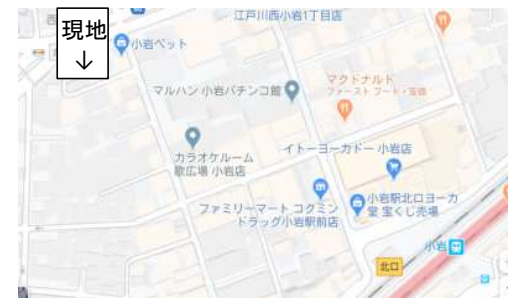 江戸川西小岩1丁目店
現地
↓
小岩ペット
マルハン 小岩パチンコ館
マクドナルド
ファースト フード・安価
カラオケルーム
歌広場 小岩店
イトーヨーカドー 小岩店
ファミリーマート コクミン
ドラッグ小岩駅前店
小岩駅北口ヨーカ
堂 宝くじ売場
小岩
北口